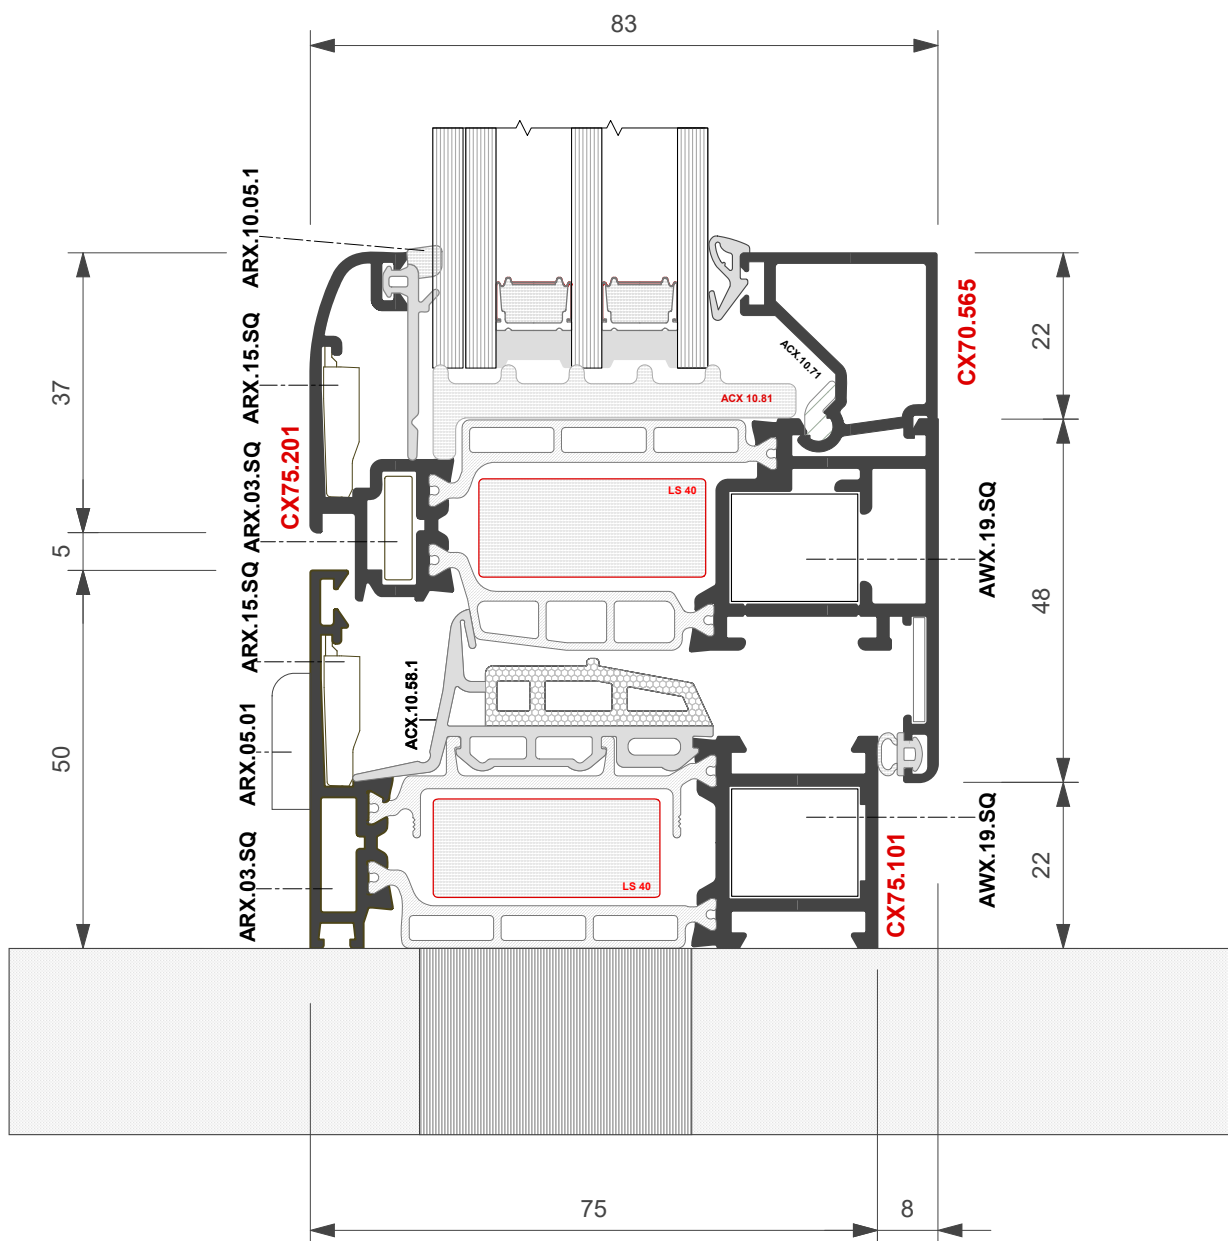 83
ARX.10.05.1
ARX.15.SQ
ARX.03.SQ
ARX.15.SQ
ARX.05.01
ARX.03.SQ
CX75.201
37
5
50
ACX.10.71
ACX 10.81
LS 40
ACX.10.58.1
LS 40
CX70.565
22
AWX.19.SQ
48
AWX.19.SQ
CX75.101
22
75
8